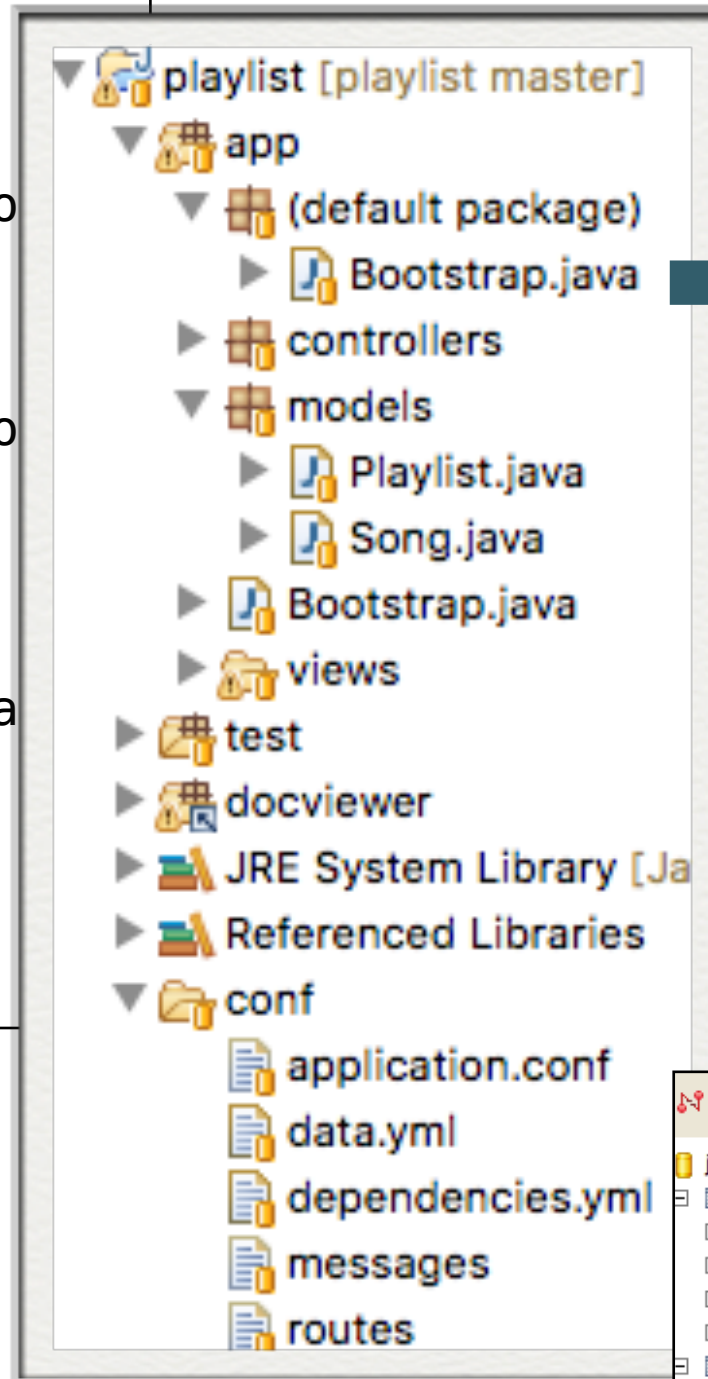 playlist [playlist master]
app
(default package)
Bootstrap.java
controllers
models
Playlist.java
Song.java
Bootstrap.java
views
test
docviewer
JRE System Library [Ja
Referenced Libraries
conf
application.conf
data.yml
dependencies.yml
messages
routes